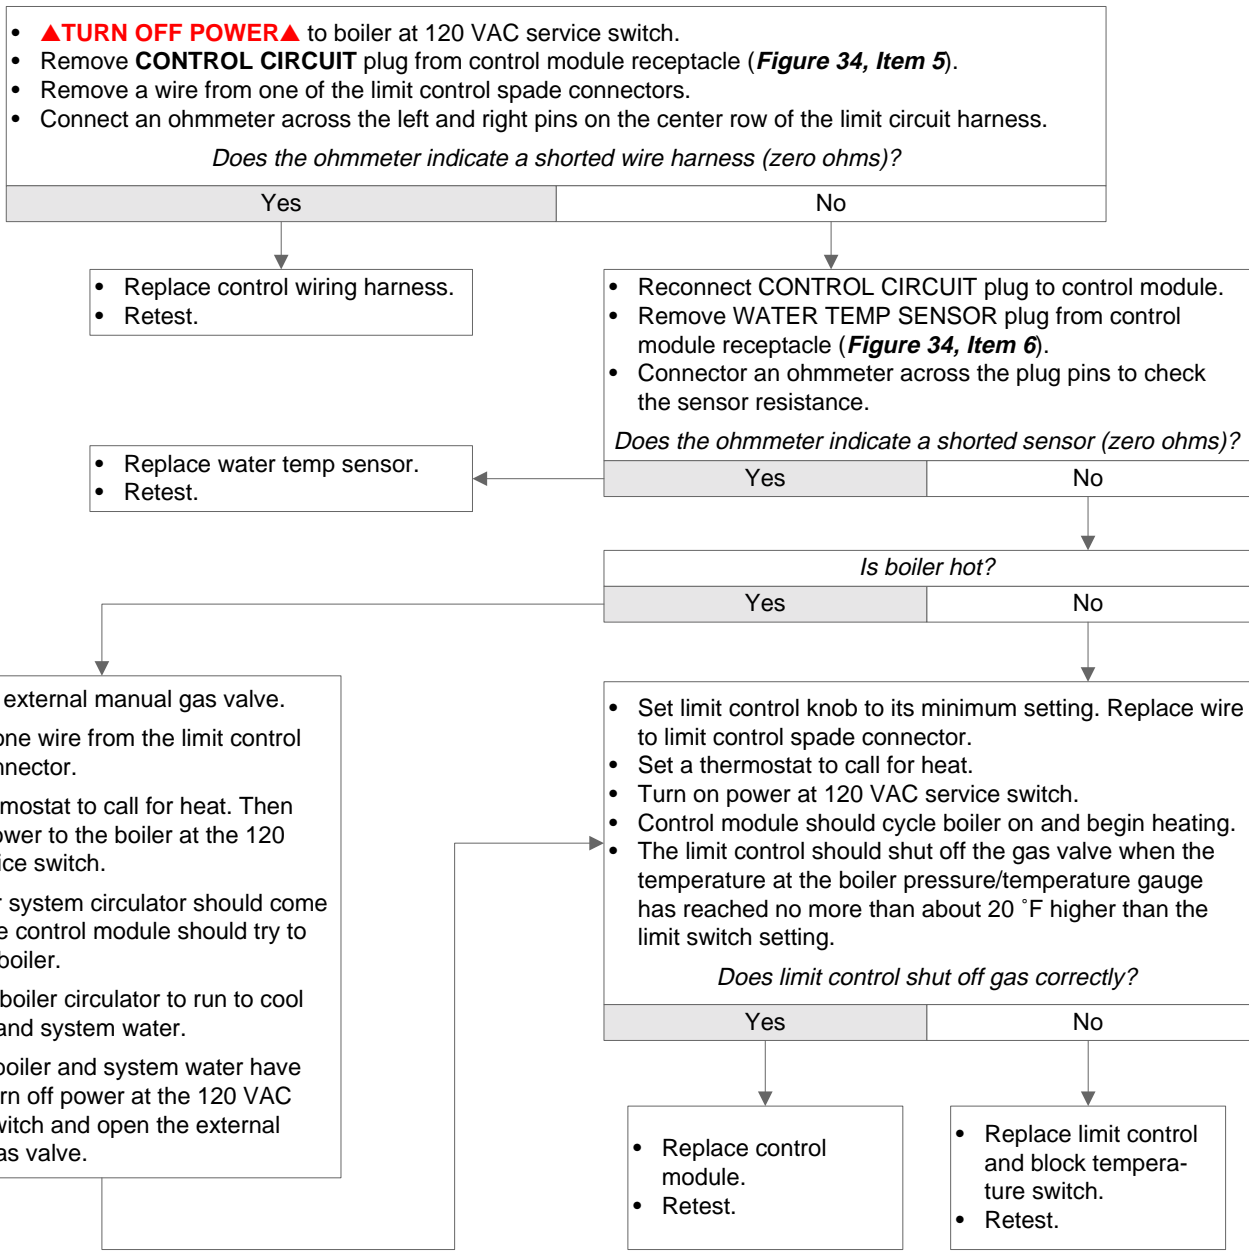 • ▲TURN OFF POWER▲ to boiler at 120 VAC service switch.
• Remove CONTROL CIRCUIT plug from control module receptacle (Figure 34, Item 5).
• Remove a wire from one of the limit control spade connectors.
• Connect an ohmmeter across the left and right pins on the center row of the limit circuit harness.
Does the ohmmeter indicate a shorted wire harness (zero ohms)?
Yes
No
• Replace control wiring harness.
• Retest.
• Reconnect CONTROL CIRCUIT plug to control module.
• Remove WATER TEMP SENSOR plug from control
module receptacle (Figure 34, Item 6).
• Connector an ohmmeter across the plug pins to check
the sensor resistance.
Does the ohmmeter indicate a shorted sensor (zero ohms)?
Yes
No
• Replace water temp sensor.
• Retest.
Is boiler hot?
Yes
No
external manual gas valve.
one wire from the limit control
nnector.
rmostat to call for heat. Then
ower to the boiler at the 120
ice switch.
r system circulator should come
e control module should try to
boiler.
boiler circulator to run to cool
and system water.
boiler and system water have
rn off power at the 120 VAC
witch and open the external
as valve.
• Set limit control knob to its minimum setting. Replace wire
to limit control spade connector.
• Set a thermostat to call for heat.
• Turn on power at 120 VAC service switch.
• Control module should cycle boiler on and begin heating.
• The limit control should shut off the gas valve when the
temperature at the boiler pressure/temperature gauge
has reached no more than about 20 °F higher than the
limit switch setting.
Does limit control shut off gas correctly?
Yes
No
• Replace control
module.
• Retest.
• Replace limit control
and block tempera-
ture switch.
• Retest.